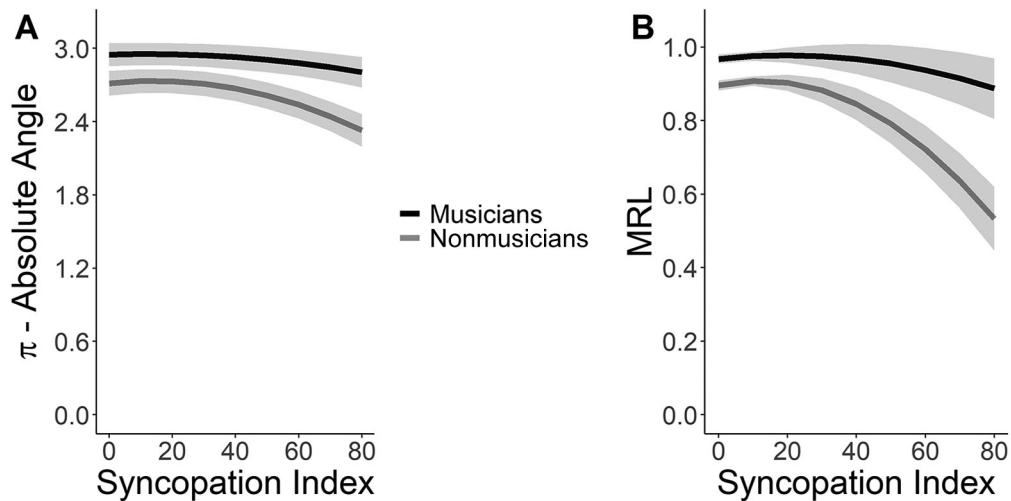 A
π - Absolute Angle
3.0
2.4
1.8
1.2
0.6
0.0
0 20 40 60 80
Syncopation Index
Musicians
Nonmusicians
B
MRL
1.0
0.8
0.6
0.4
0.2
0.0
0 20 40 60 80
Syncopation Index